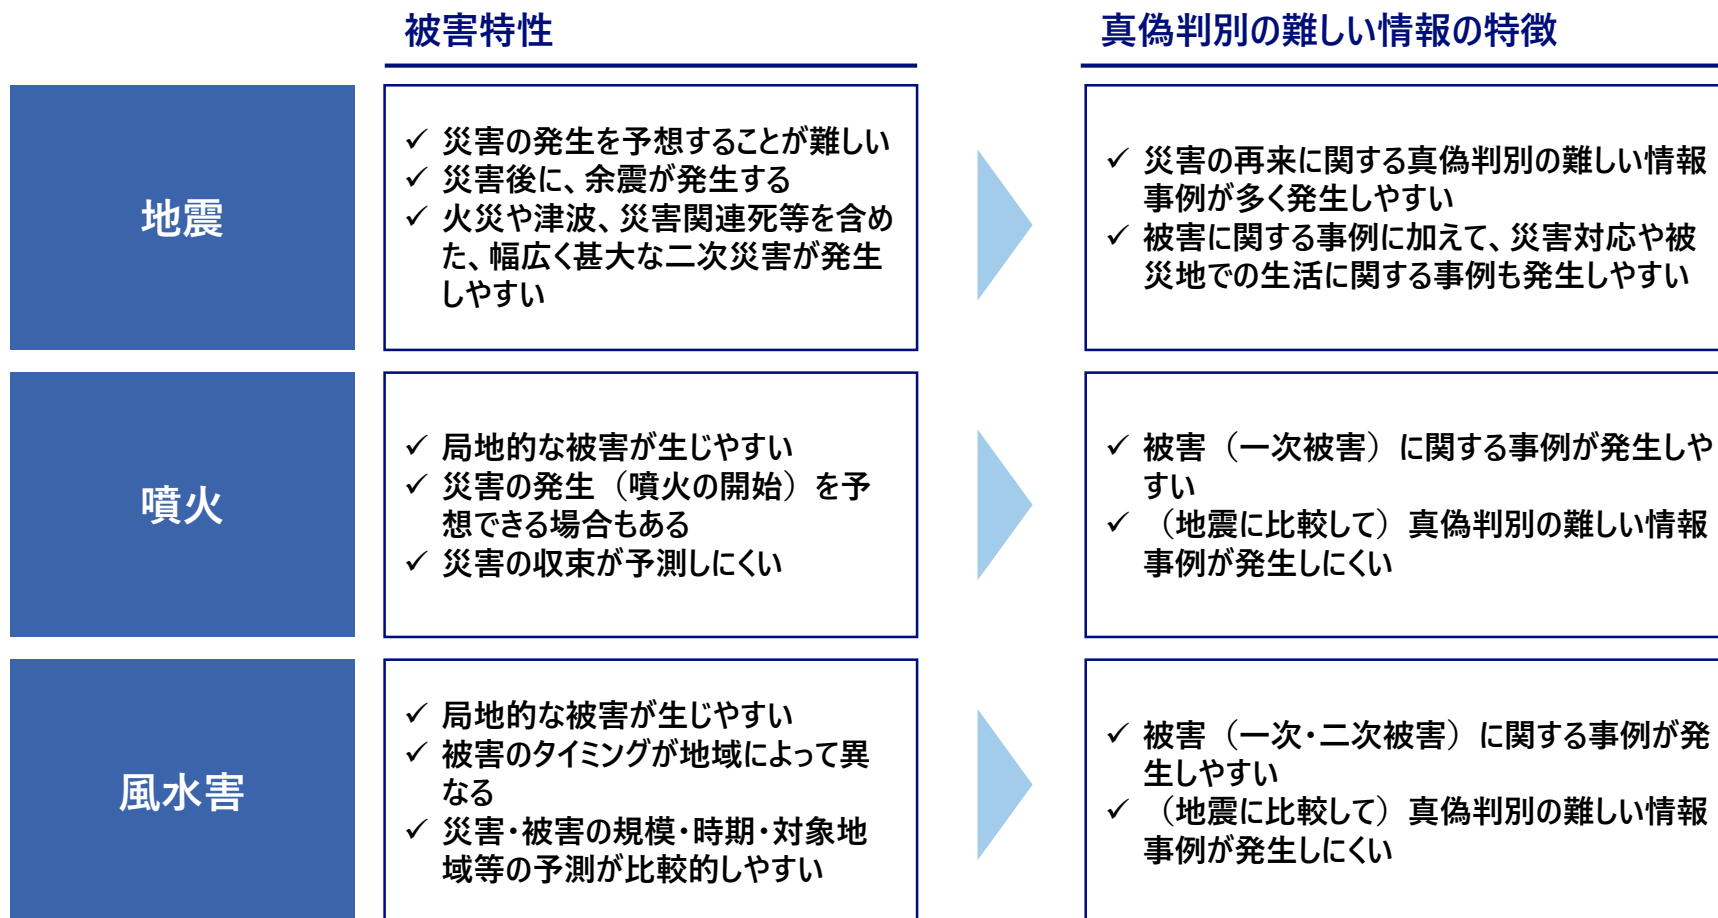 被害特性
真偽判別の難しい情報の特徴
地震
✓ 災害の発生を予想することが難しい
✓ 災害後に、余震が発生する
✓ 火災や津波、災害関連死等を含め
た、幅広く甚大な二次災害が発生
しやすい
✓ 災害の再来に関する真偽判別の難しい情報
事例が多く発生しやすい
✓ 被害に関する事例に加えて、災害対応や被
災地での生活に関する事例も発生しやすい
噴火
✓ 局地的な被害が生じやすい
✓ 災害の発生（噴火の開始）を予
想できる場合もある
✓ 災害の収束が予測しにくい
✓ 被害（一次被害）に関する事例が発生しや
すい
✓ （地震に比較して）真偽判別の難しい情報
事例が発生しにくい
風水害
✓ 局地的な被害が生じやすい
✓ 被害のタイミングが地域によって異
なる
✓ 災害・被害の規模・時期・対象地
域等の予測が比較的しやすい
✓ 被害（一次・二次被害）に関する事例が発
生しやすい
✓ （地震に比較して）真偽判別の難しい情報
事例が発生しにくい